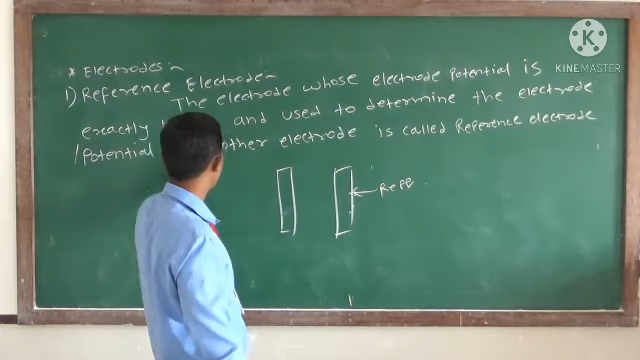 * Electrodes :-
1) Reference Electrode :-
The electrode whose electrode potential is
exactly and used to determine the electrode
Potential other electrode is called Reference electrode
Refe
KINEMASTER